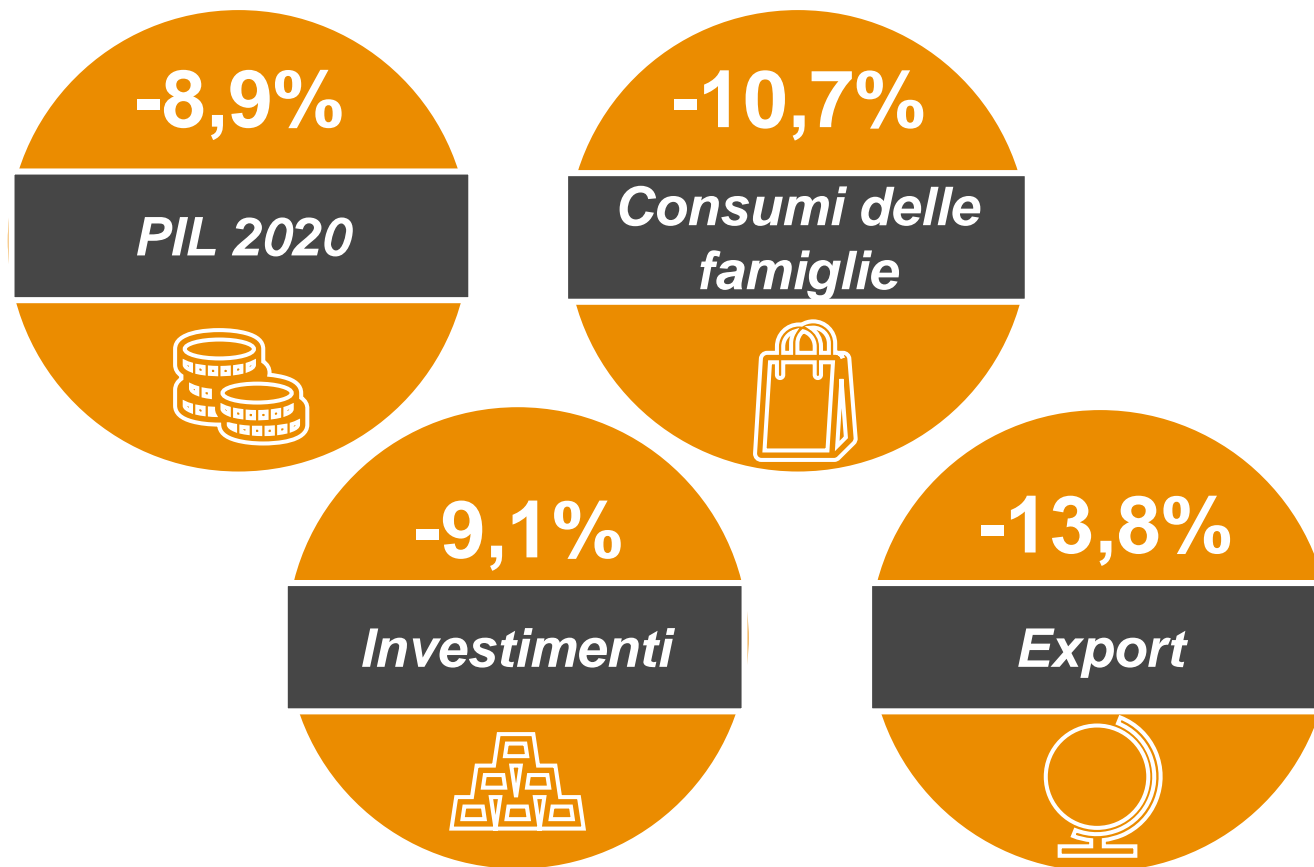 -8,9%
PIL 2020
-10,7%
Consumi delle
famiglie
-9,1%
Investimenti
-13,8%
Export